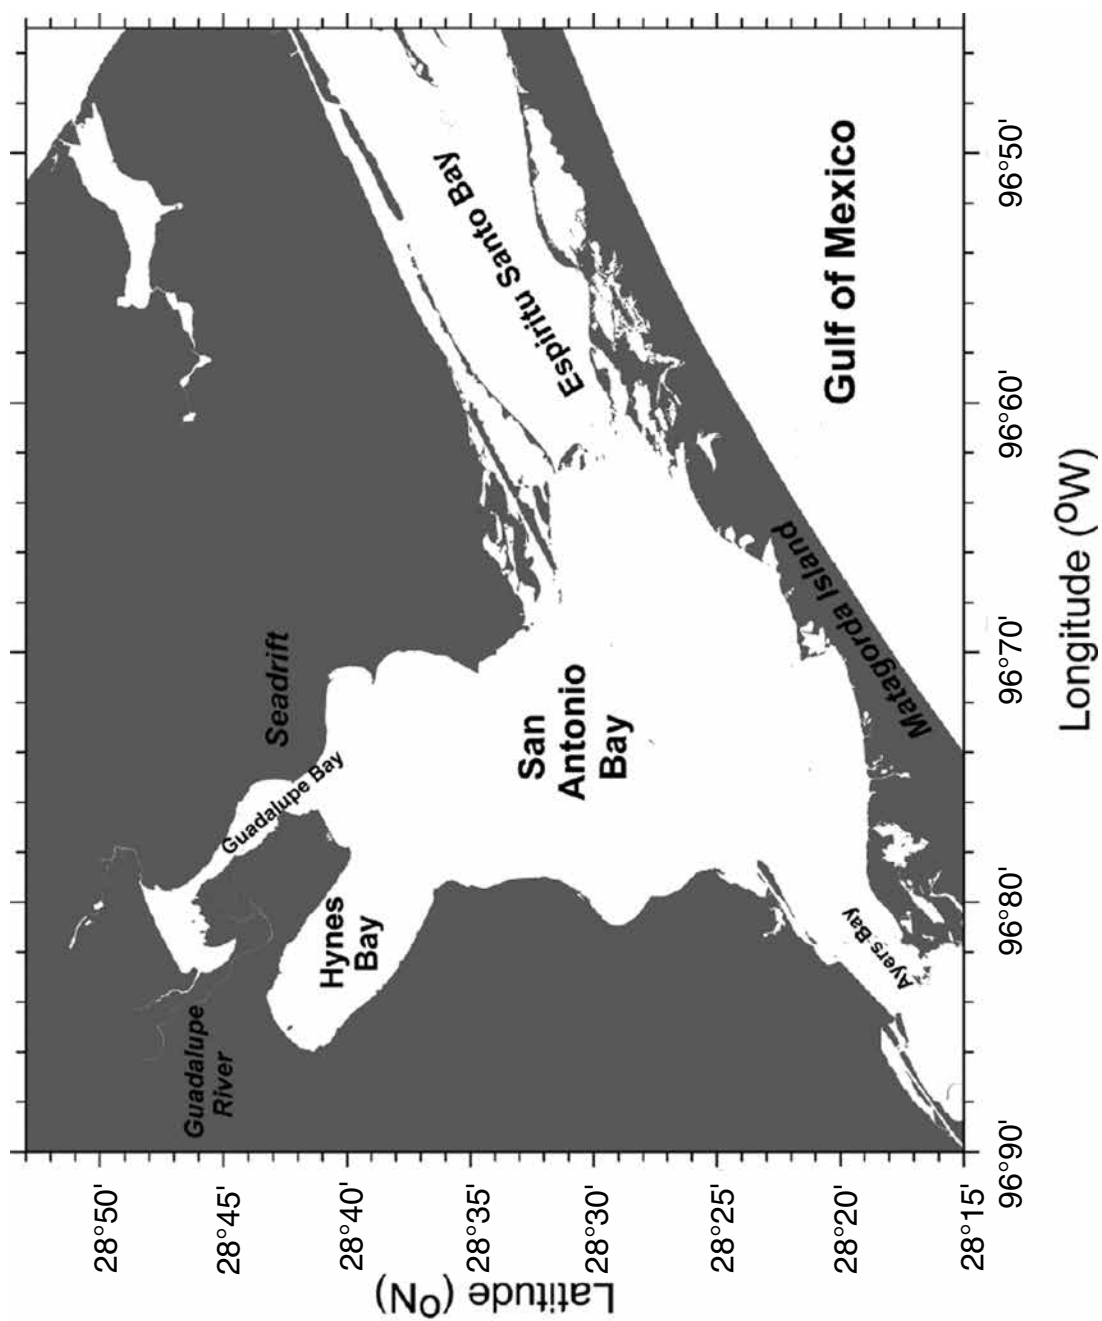 Seadrift
Guadalupe Bay
Guadalupe
River
Hynes
Bay
San
Antonio
Bay
Espiritu Santo Bay
Ayers Bay
Matagorda Island
Gulf of Mexico
28°50'
28°45'
28°40'
28°35'
28°30'
28°25'
28°20'
28°15'
Latitude (⁰N)
96°90'
96°80'
96°70'
96°60'
96°50'
Longitude (⁰W)